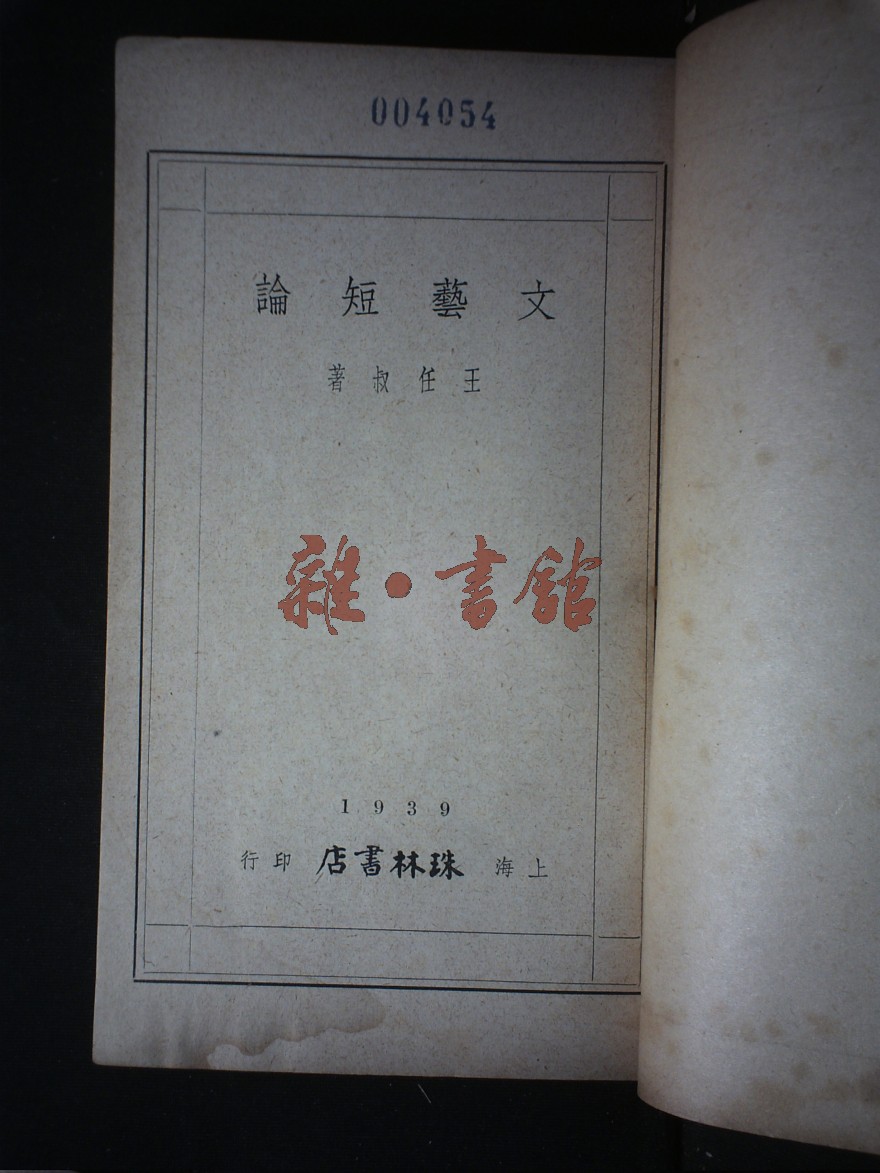 004054
文藝短論
王任叔著
雜·書館
1939
上海 珠林書店 印行